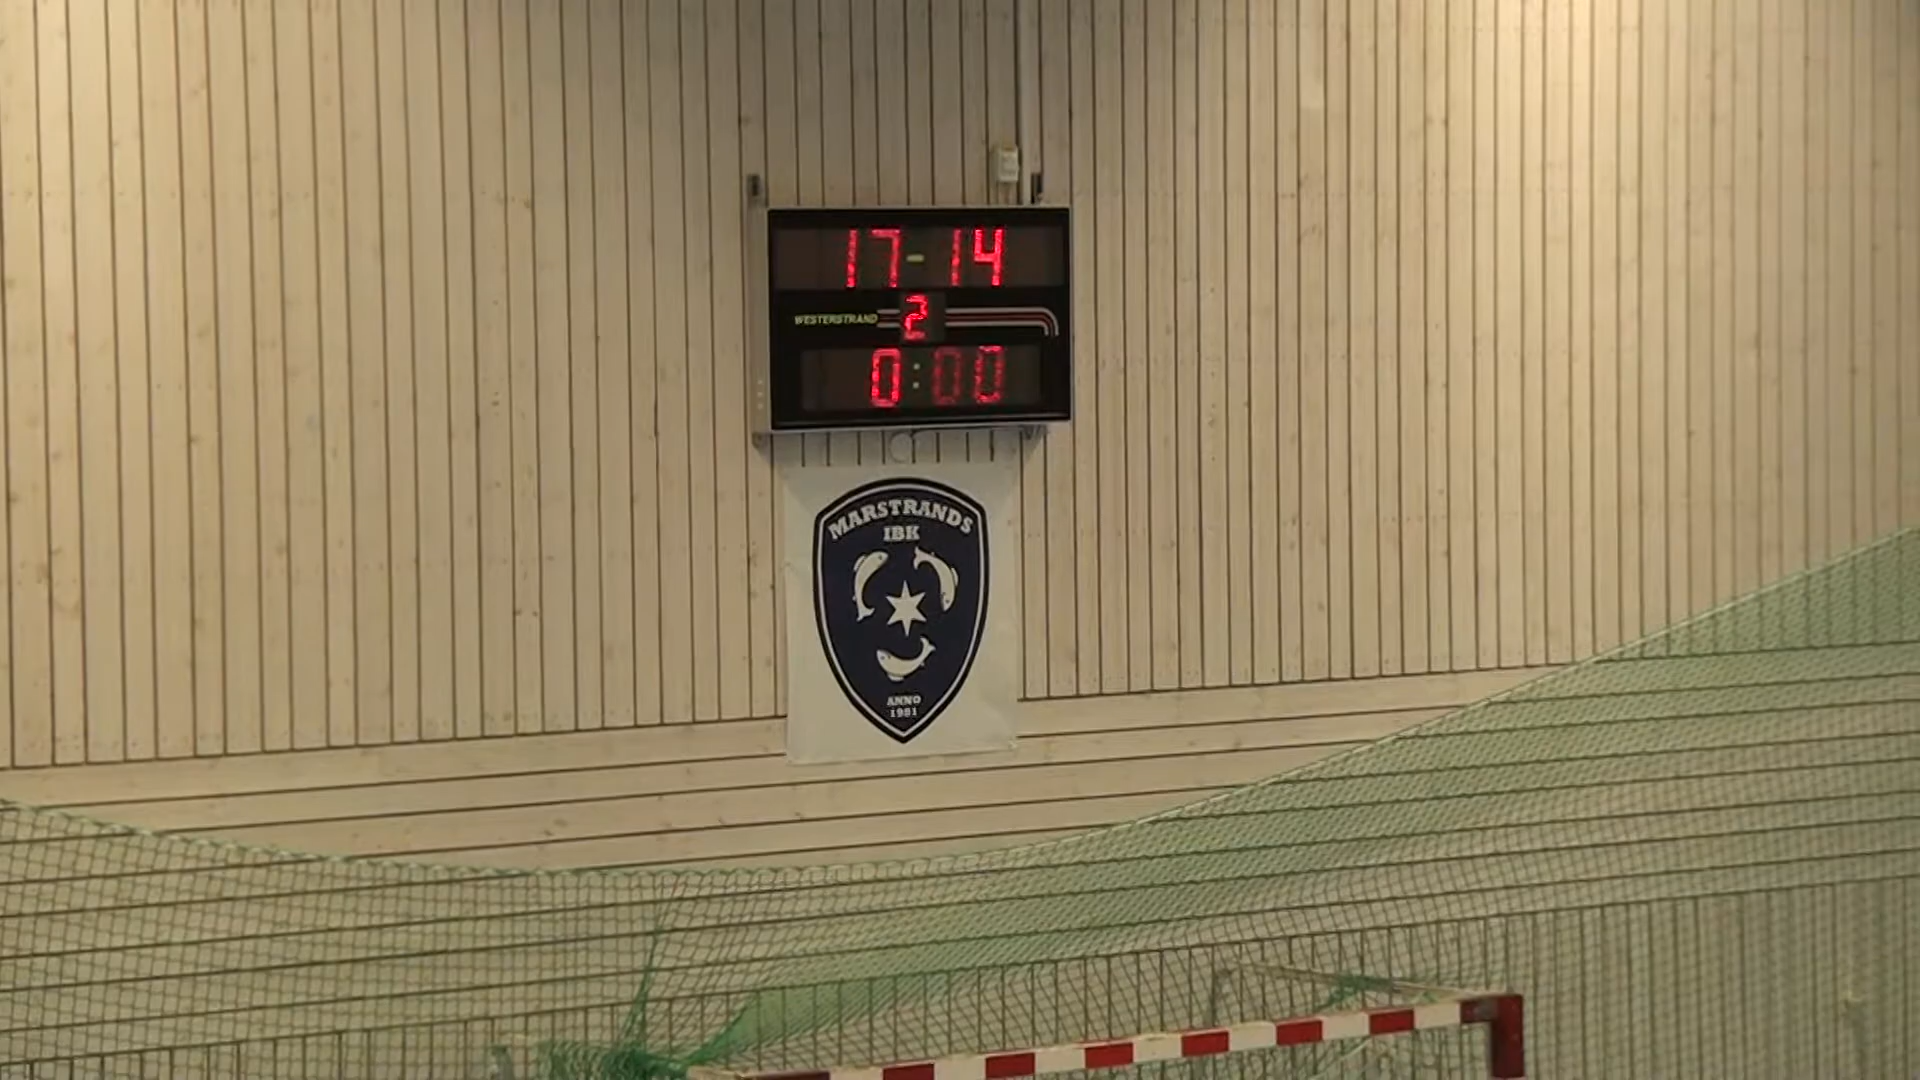 17-14
WESTERSTRAND 2
0:00
MARSTRANDS
IBK
ANNO
1981